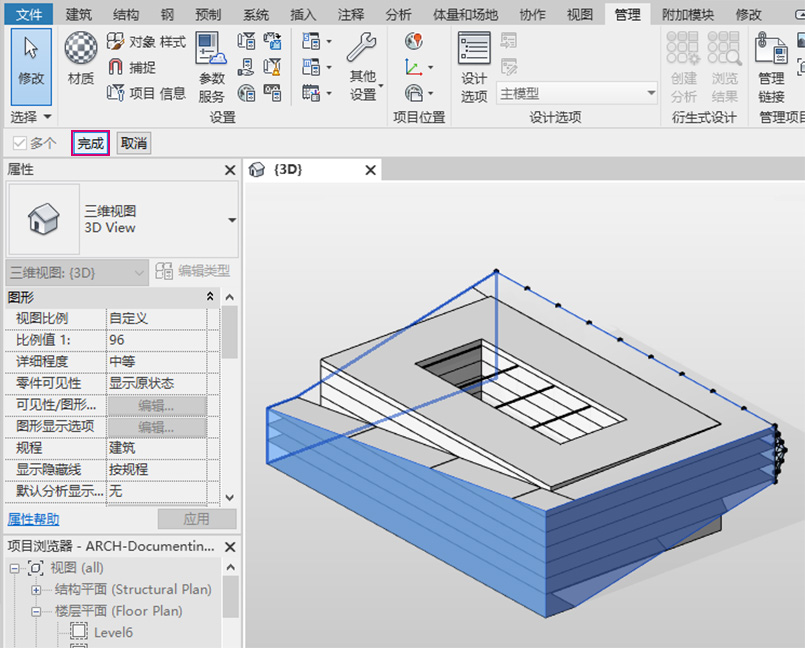 文件 建筑 结构 钢 预制 系统 插入 注释 分析 体量和场地 协作 视图 管理 附加模块 修改
修改
材质
对象 样式
捕捉
项目 信息
参数
服务
其他
设置
设计
选项
主模型
创建
分析
浏览
结果
管理
链接
选择 设置 项目位置 设计选项 衍生式设计 管理项
多个 完成 取消
属性
{3D}
三维视图
3D View
三维视图: {3D} 编辑类型
图形
视图比例 自定义
比例值 1: 96
详细程度 中等
零件可见性 显示原状态
可见性/图形... 编辑...
图形显示选项 编辑...
规程 建筑
显示隐藏线 按规程
默认分析显示... 无
属性帮助 应用
项目浏览器 - ARCH-Documentin...
视图 (all)
结构平面 (Structural Plan)
楼层平面 (Floor Plan)
Level6